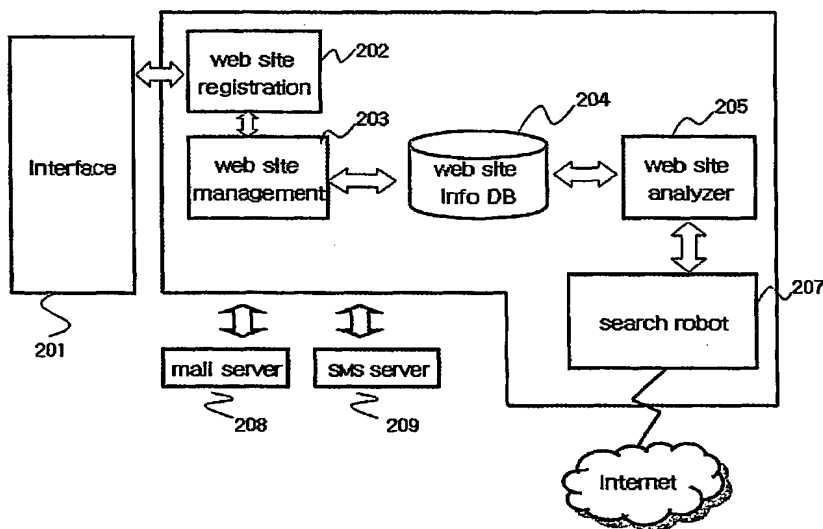 202
web site
registration
203
204
205
Interface
web site
management
web site
Info DB
web site
analyzer
207
search robot
201
mail server
SMS server
208
209
Internet